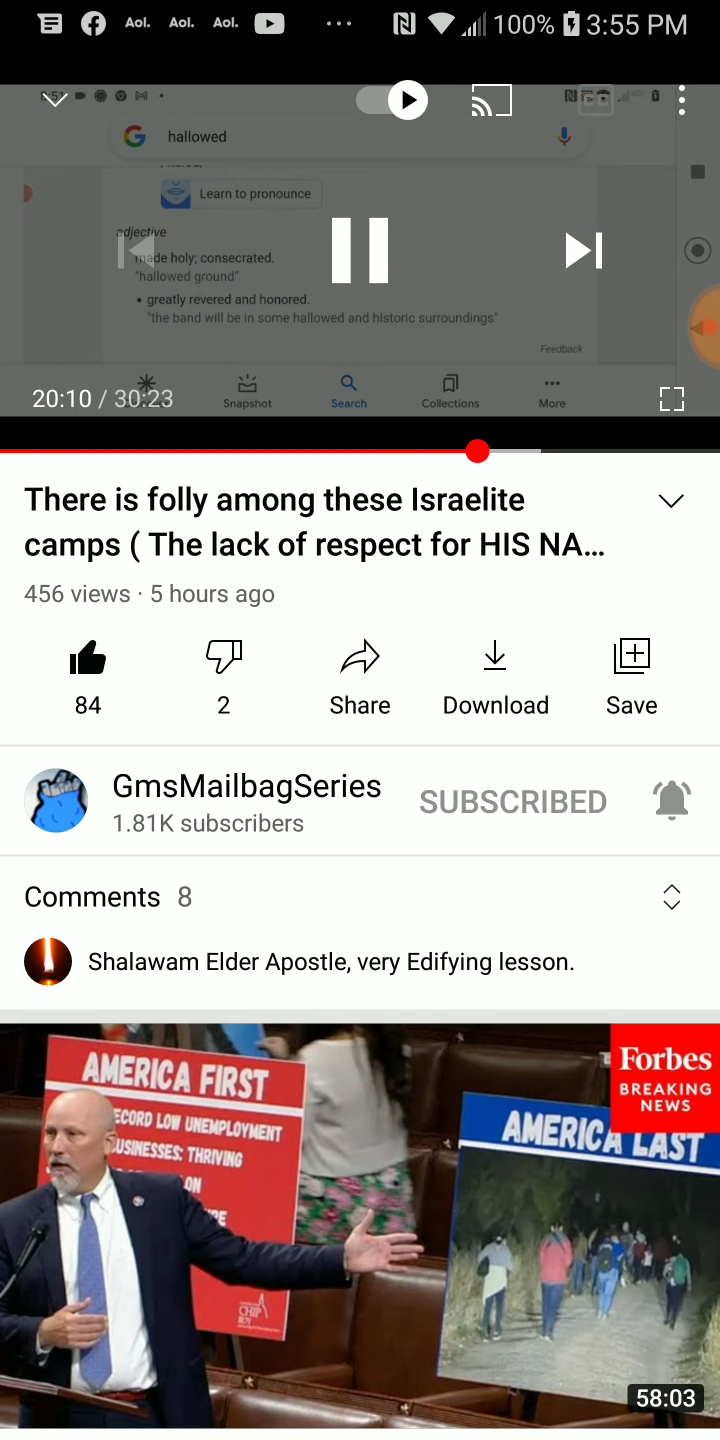 Aol. Aol. Aol. ... 100% 3:55 PM
hallowed
Learn to pronounce
adjective
made holy; consecrated.
"hallowed ground"
• greatly revered and honored.
"the band will be in some hallowed and historic surroundings"
Feedback
20:10 / 30:23
Snapshot Search Collections More
There is folly among these Israelite
camps ( The lack of respect for HIS NA...
456 views · 5 hours ago
84 2 Share Download Save
GmsMailbagSeries
SUBSCRIBED
1.81K subscribers
Comments 8
Shalawam Elder Apostle, very Edifying lesson.
Forbes
BREAKING
NEWS
AMERICA FIRST
RECORD LOW UNEMPLOYMENT
BUSINESSES: THRIVING
ON
CHIP
ROY
AMERICA LAST
58:03